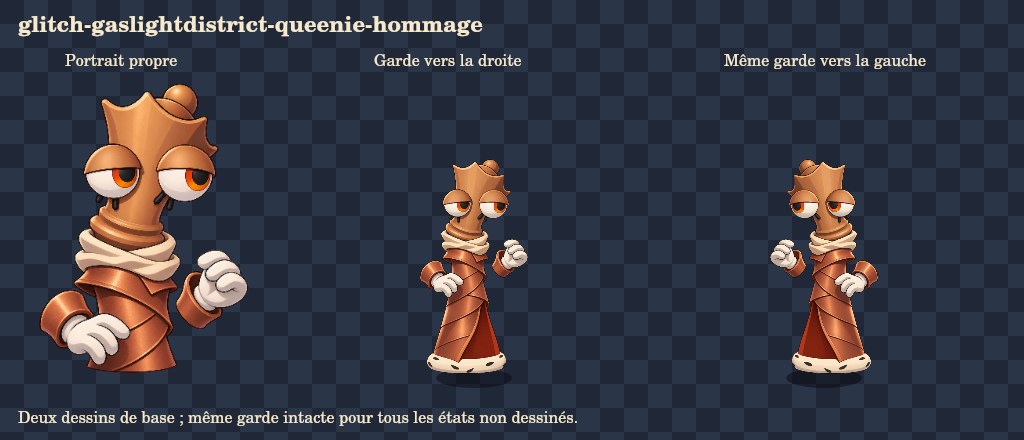 glitch-gaslightdistrict-queenie-hommage
Portrait propre
Garde vers la droite
Même garde vers la gauche
Deux dessins de base ; même garde intacte pour tous les états non dessinés.